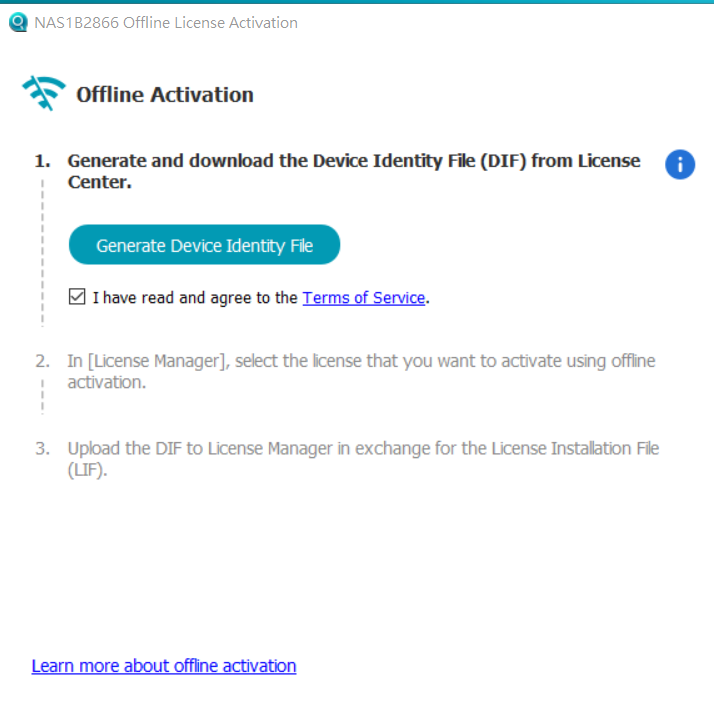 NAS1B2866 Offline License Activation
Offline Activation
1. Generate and download the Device Identity File (DIF) from License
Center.
Generate Device Identity File
I have read and agree to the Terms of Service.
2. In [License Manager], select the license that you want to activate using offline
activation.
3. Upload the DIF to License Manager in exchange for the License Installation File
(LIF).
Learn more about offline activation